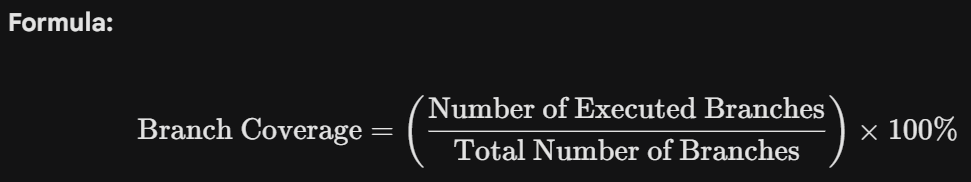 Formula:
Branch Coverage = (Number of Executed Branches / Total Number of Branches) × 100%